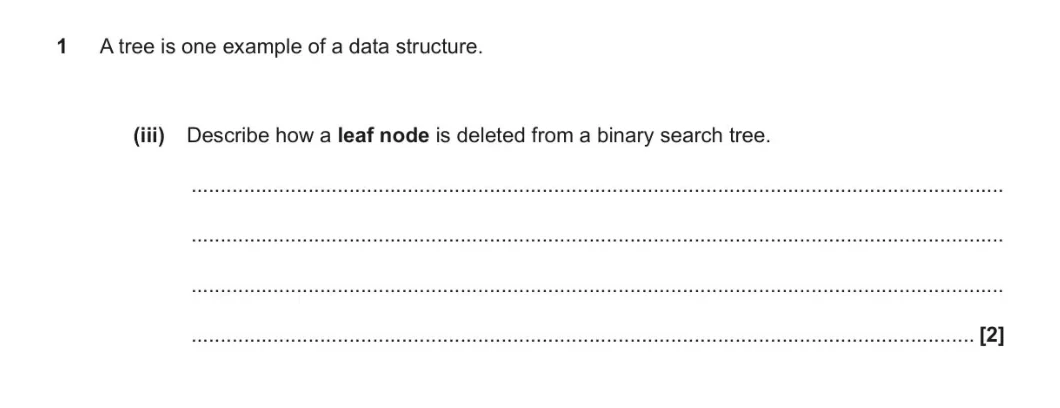 1 A tree is one example of a data structure.
(iii) Describe how a leaf node is deleted from a binary search tree.
..........................................................................................................................................
..........................................................................................................................................
..........................................................................................................................................
..................................................................................................................................... [2]